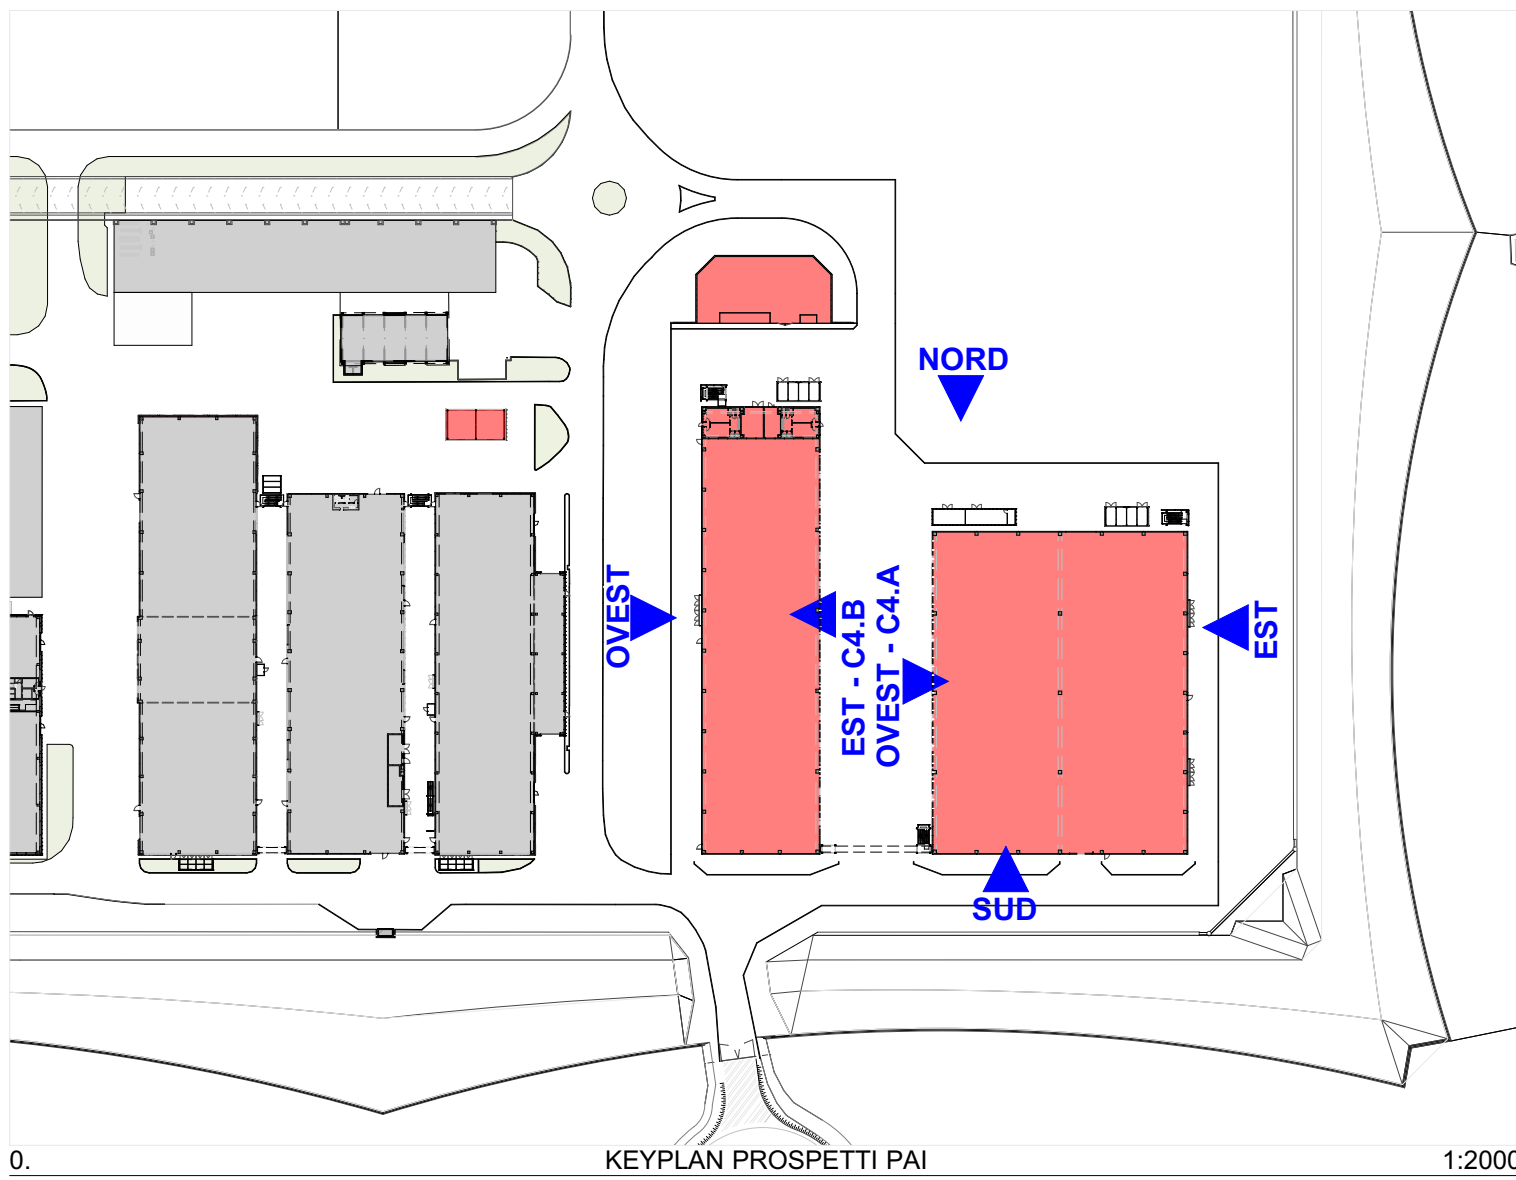 NORD
OVEST
EST - C4.B
OVEST - C4.A
EST
SUD
0.
KEYPLAN PROSPETTI PAI
1:2000